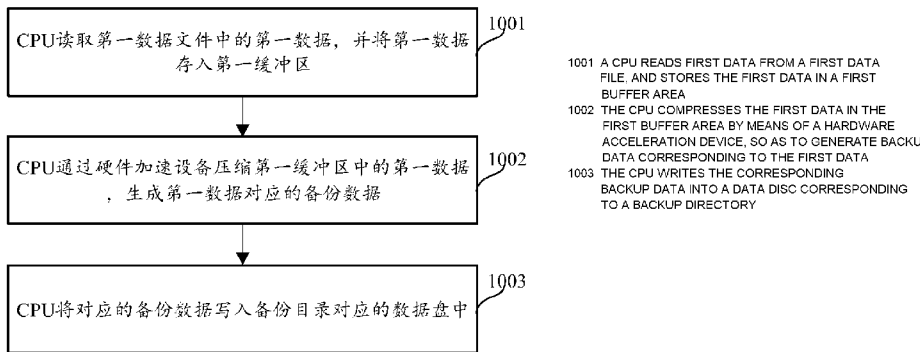 1001
CPU读取第一数据文件中的第一数据，并将第一数据
存入第一缓冲区
1002
CPU通过硬件加速设备压缩第一缓冲区中的第一数据
，生成第一数据对应的备份数据
1003
CPU将对应的备份数据写入备份目录对应的数据盘中
1001 A CPU READS FIRST DATA FROM A FIRST DATA
FILE, AND STORES THE FIRST DATA IN A FIRST
BUFFER AREA
1002 THE CPU COMPRESSES THE FIRST DATA IN THE
FIRST BUFFER AREA BY MEANS OF A HARDWARE
ACCELERATION DEVICE, SO AS TO GENERATE BACKU
DATA CORRESPONDING TO THE FIRST DATA
1003 THE CPU WRITES THE CORRESPONDING
BACKUP DATA INTO A DATA DISC CORRESPONDING
TO A BACKUP DIRECTORY